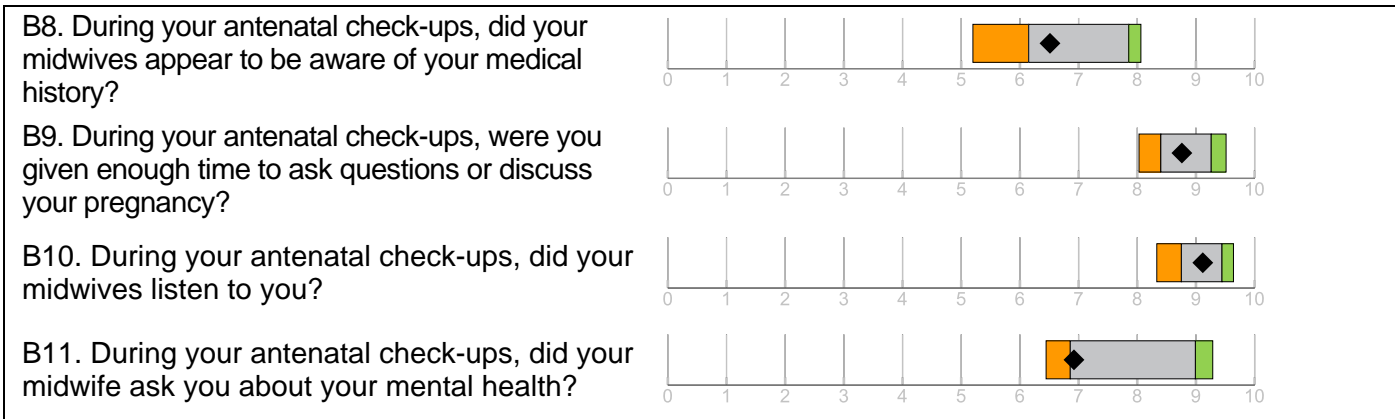 B8. During your antenatal check-ups, did your
midwives appear to be aware of your medical
history?
0 1 2 3 4 5 6 7 8 9 10
B9. During your antenatal check-ups, were you
given enough time to ask questions or discuss
your pregnancy?
0 1 2 3 4 5 6 7 8 9 10
B10. During your antenatal check-ups, did your
midwives listen to you?
0 1 2 3 4 5 6 7 8 9 10
B11. During your antenatal check-ups, did your
midwife ask you about your mental health?
0 1 2 3 4 5 6 7 8 9 10